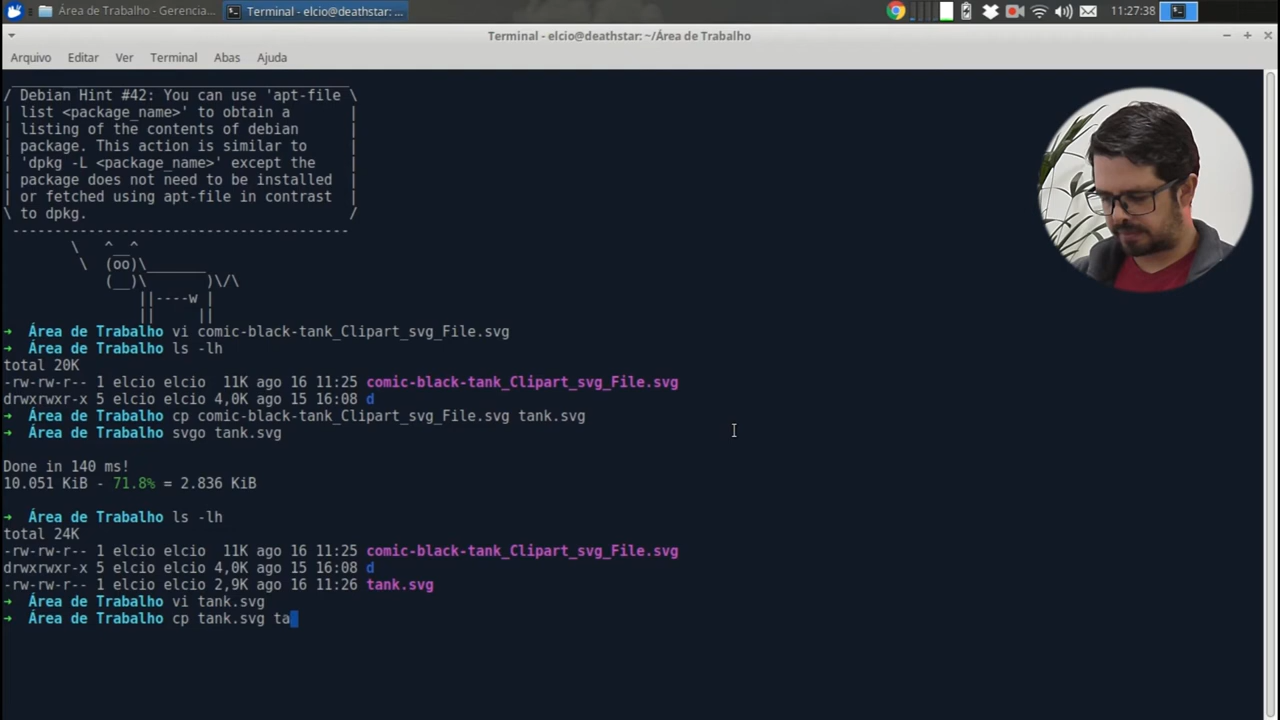 Área de Trabalho - Gerencia...
Terminal - elcio@deathstar: ...
11:27:38
Terminal - elcio@deathstar: ~/Área de Trabalho
Arquivo Editar Ver Terminal Abas Ajuda
/ Debian Hint #42: You can use 'apt-file \
| list <package_name>' to obtain a |
| listing of the contents of debian |
| package. This action is similar to |
| 'dpkg -L <package_name>' except the |
| package does not need to be installed |
| or fetched using apt-file in contrast |
\ to dpkg. /
----------------------------------------
\ ^__^
\ (oo)\_______
(__)\ )\/\
||----w |
|| ||
➜ Área de Trabalho vi comic-black-tank_Clipart_svg_File.svg
➜ Área de Trabalho ls -lh
total 20K
-rw-rw-r-- 1 elcio elcio 11K ago 16 11:25 comic-black-tank_Clipart_svg_File.svg
drwxrwxr-x 5 elcio elcio 4,0K ago 15 16:08 d
➜ Área de Trabalho cp comic-black-tank_Clipart_svg_File.svg tank.svg
➜ Área de Trabalho svgo tank.svg
Done in 140 ms!
10.051 KiB - 71.8% = 2.836 KiB
➜ Área de Trabalho ls -lh
total 24K
-rw-rw-r-- 1 elcio elcio 11K ago 16 11:25 comic-black-tank_Clipart_svg_File.svg
drwxrwxr-x 5 elcio elcio 4,0K ago 15 16:08 d
-rw-rw-r-- 1 elcio elcio 2,9K ago 16 11:26 tank.svg
➜ Área de Trabalho vi tank.svg
➜ Área de Trabalho cp tank.svg ta